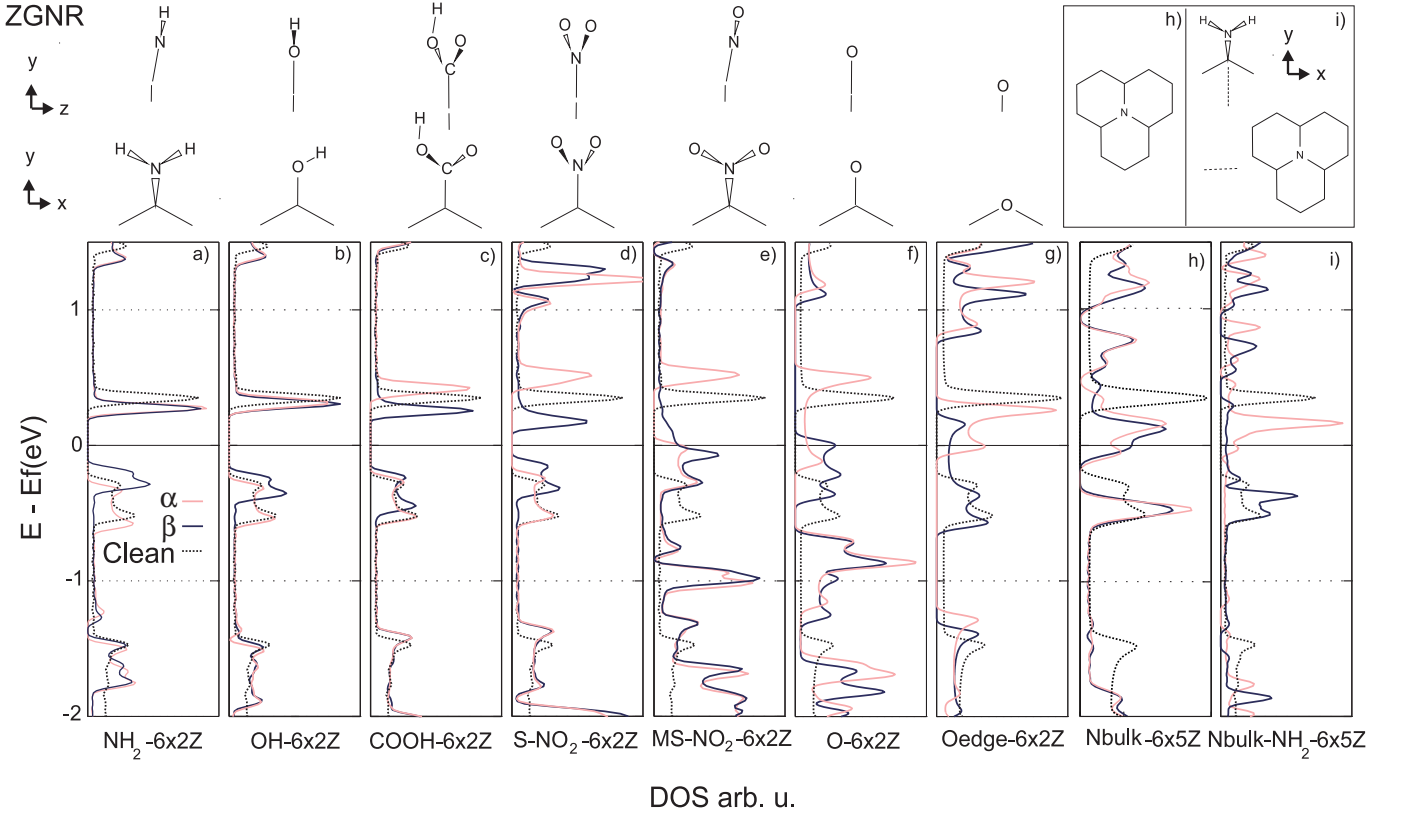 ZGNR
H
N
y
z
H
O
H
O
O
C
O
O
N
O
N
O
O
h)
N
i)
H
H
N
y
x
N
y
x
H
H
N
O
H
H
O
O
C
O
O
N
O
O
N
O
O
a)
b)
c)
d)
e)
f)
g)
h)
i)
1
0
-1
-2
E - Ef(eV)
α
β
Clean
NH2-6x2Z
OH-6x2Z
COOH-6x2Z
S-NO2-6x2Z
MS-NO2-6x2Z
O-6x2Z
Oedge-6x2Z
Nbulk-6x5Z
Nbulk-NH2-6x5Z
DOS arb. u.